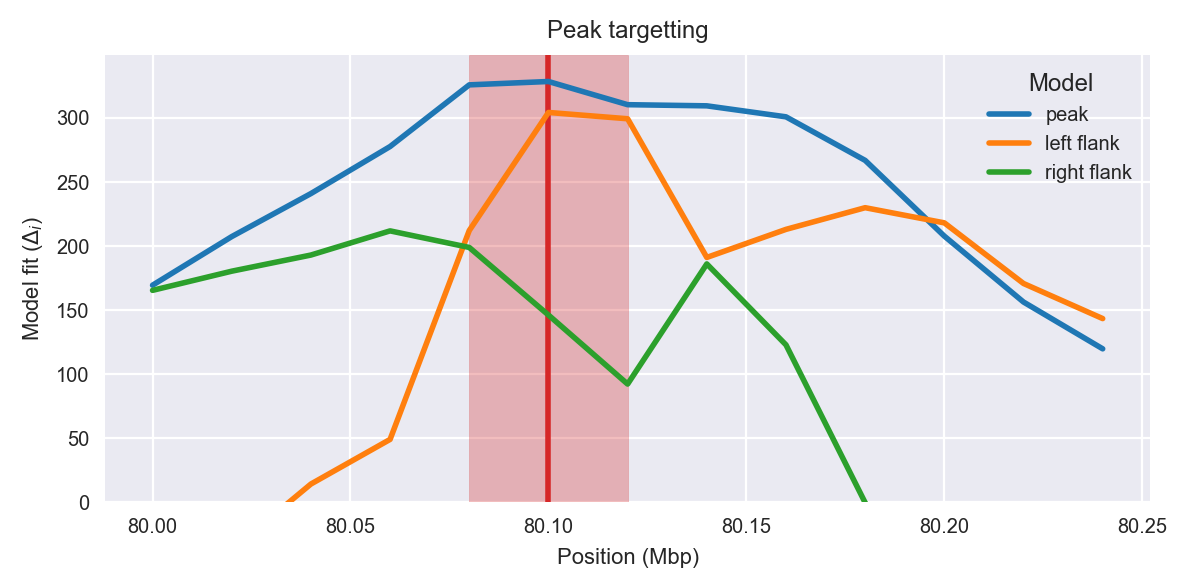 Peak targetting
Model
peak
left flank
right flank
Model fit (Δi)
300
250
200
150
100
50
0
80.00 80.05 80.10 80.15 80.20 80.25
Position (Mbp)